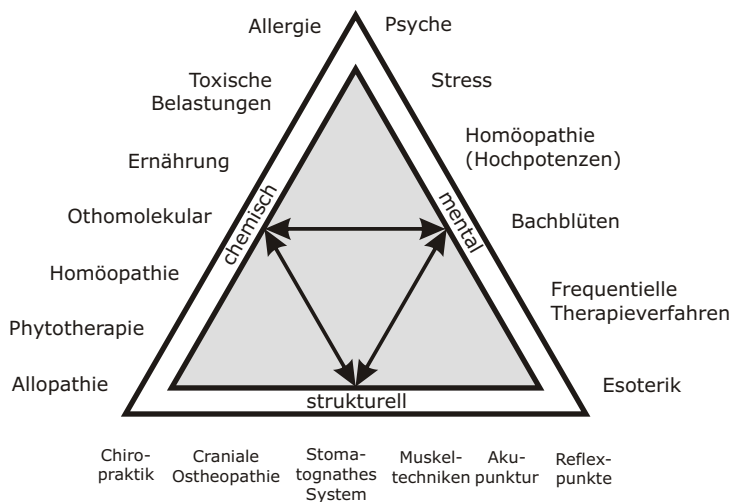 Allergie
Psyche
Toxische
Belastungen
Stress
Ernährung
Homöopathie
(Hochpotenzen)
Othomolekular
chemisch
mental
Bachblüten
Homöopathie
Frequentielle
Therapieverfahren
Phytotherapie
Allopathie
Esoterik
strukturell
Chiro-
praktik
Craniale
Ostheopathie
Stoma-
tognathes
System
Muskel-
techniken
Aku-
punktur
Reflex-
punkte